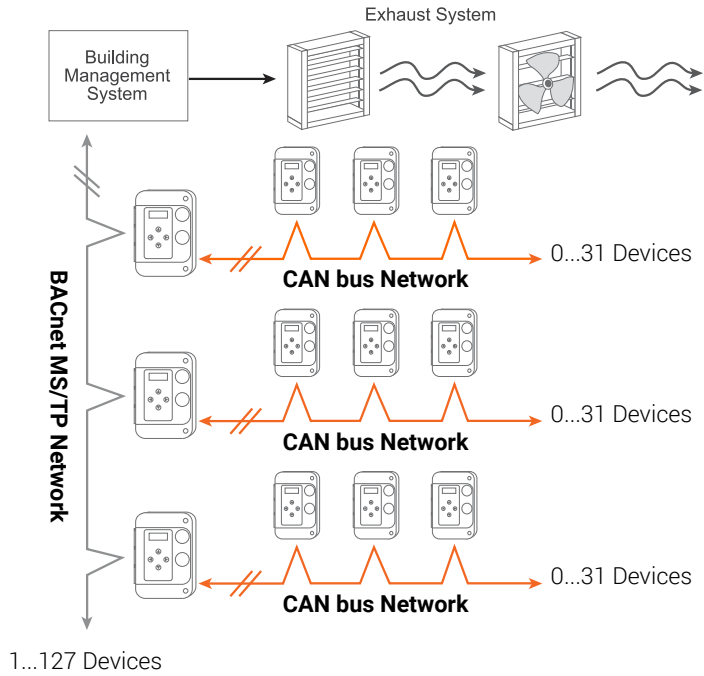 Exhaust System
Building
Management
System
BACnet MS/TP Network
0...31 Devices
CAN bus Network
0...31 Devices
CAN bus Network
0...31 Devices
CAN bus Network
1...127 Devices